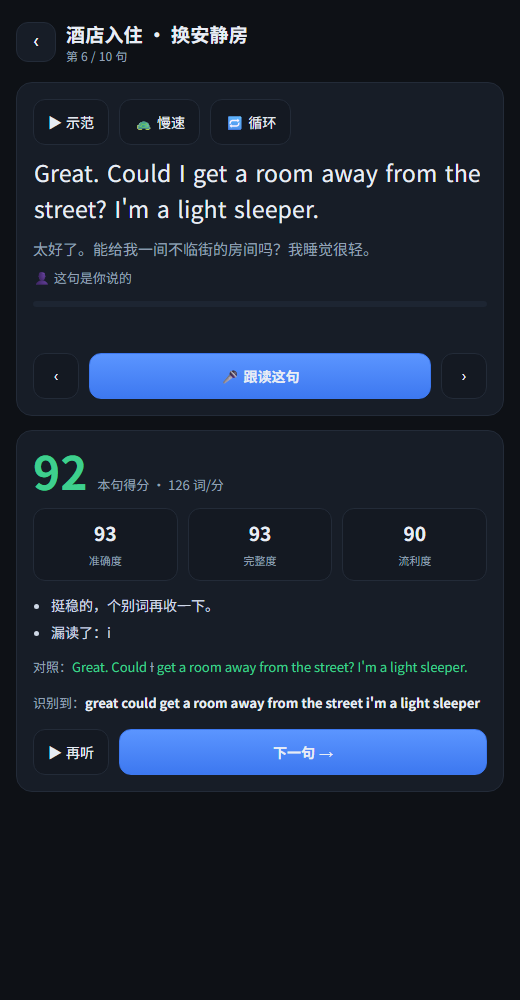 ‹
酒店入住 · 换安静房
第 6 / 10 句
▶ 示范
🐢 慢速
🔁 循环
Great. Could I get a room away from the
street? I'm a light sleeper.
太好了。能给我一间不临街的房间吗？我睡觉很轻。
👤 这句是你说的
‹
🎤 跟读这句
›
92 本句得分 · 126 词/分
93
准确度
93
完整度
90
流利度
• 挺稳的，个别词再收一下。
• 漏读了：i
对照：Great. Could I get a room away from the street? I'm a light sleeper.
识别到：great could get a room away from the street i'm a light sleeper
▶ 再听
下一句 →